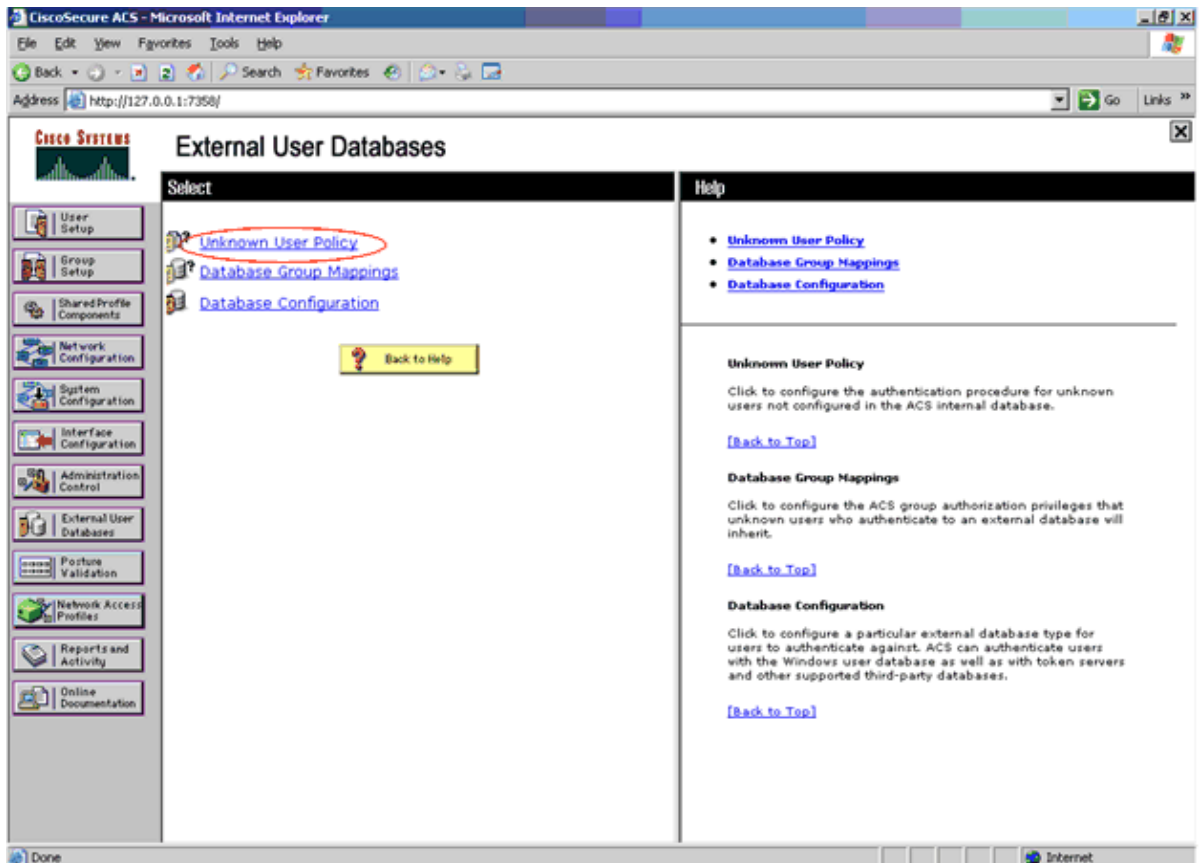 CiscoSecure ACS - Microsoft Internet Explorer
File Edit View Favorites Tools Help
Back Search Favorites
Address http://127.0.0.1:7358/ Go Links »
CISCO SYSTEMS
External User Databases
Select
Help
User
Setup
Group
Setup
Shared Profile
Components
Network
Configuration
System
Configuration
Interface
Configuration
Administration
Control
External User
Databases
Posture
Validation
Network Access
Profiles
Reports and
Activity
Online
Documentation
Unknown User Policy
Database Group Mappings
Database Configuration
Back to Help
• Unknown User Policy
• Database Group Mappings
• Database Configuration
Unknown User Policy
Click to configure the authentication procedure for unknown
users not configured in the ACS internal database.
[Back to Top]
Database Group Mappings
Click to configure the ACS group authorization privileges that
unknown users who authenticate to an external database will
inherit.
[Back to Top]
Database Configuration
Click to configure a particular external database type for
users to authenticate against. ACS can authenticate users
with the Windows user database as well as with token servers
and other supported third-party databases.
[Back to Top]
Done
Internet